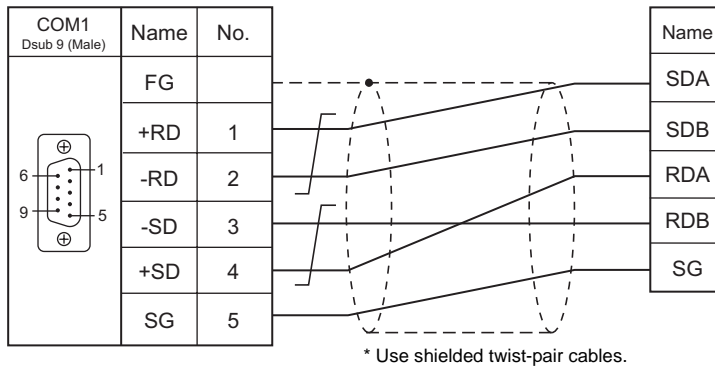 COM1
Dsub 9 (Male)
Name No.
Name
FG
SDA
+RD 1
SDB
6 1
-RD 2
RDA
9 5
-SD 3
RDB
+SD 4
SG
SG 5
* Use shielded twist-pair cables.